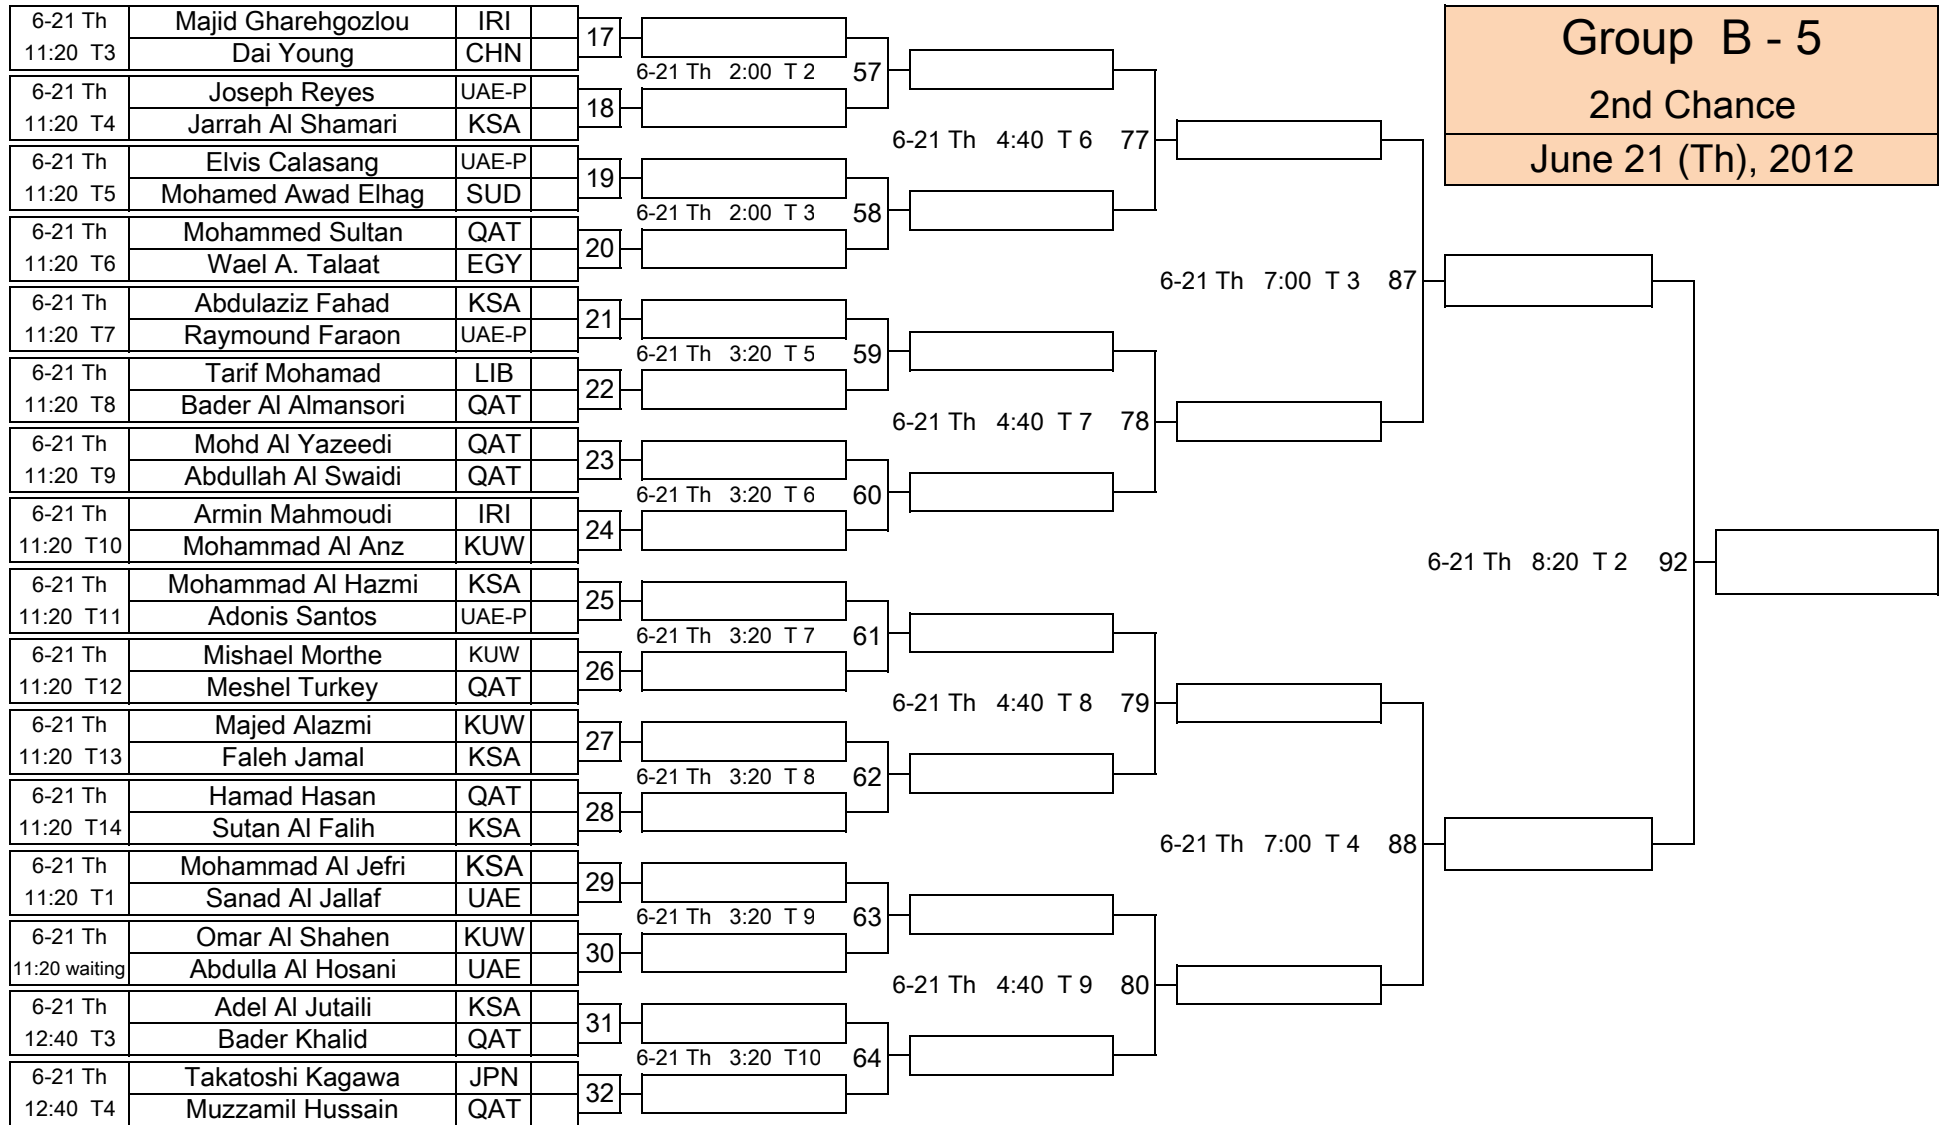 Group B - 5
2nd Chance
June 21 (Th), 2012
6-21 Th Majid Gharehgozlou IRI
11:20 T3 Dai Young CHN
17
6-21 Th Joseph Reyes UAE-P
11:20 T4 Jarrah Al Shamari KSA
18
6-21 Th Elvis Calasang UAE-P
11:20 T5 Mohamed Awad Elhag SUD
19
6-21 Th Mohammed Sultan QAT
11:20 T6 Wael A. Talaat EGY
20
6-21 Th Abdulaziz Fahad KSA
11:20 T7 Raymound Faraon UAE-P
21
6-21 Th Tarif Mohamad LIB
11:20 T8 Bader Al Almansori QAT
22
6-21 Th Mohd Al Yazeedi QAT
11:20 T9 Abdullah Al Swaidi QAT
23
6-21 Th Armin Mahmoudi IRI
11:20 T10 Mohammad Al Anz KUW
24
6-21 Th Mohammad Al Hazmi KSA
11:20 T11 Adonis Santos UAE-P
25
6-21 Th Mishael Morthe KUW
11:20 T12 Meshel Turkey QAT
26
6-21 Th Majed Alazmi KUW
11:20 T13 Faleh Jamal KSA
27
6-21 Th Hamad Hasan QAT
11:20 T14 Sutan Al Falih KSA
28
6-21 Th Mohammad Al Jefri KSA
11:20 T1 Sanad Al Jallaf UAE
29
6-21 Th Omar Al Shahen KUW
11:20 waiting Abdulla Al Hosani UAE
30
6-21 Th Adel Al Jutaili KSA
12:40 T3 Bader Khalid QAT
31
6-21 Th Takatoshi Kagawa JPN
12:40 T4 Muzzamil Hussain QAT
32
6-21 Th 2:00 T 2 57
6-21 Th 2:00 T 3 58
6-21 Th 3:20 T 5 59
6-21 Th 3:20 T 6 60
6-21 Th 3:20 T 7 61
6-21 Th 3:20 T 8 62
6-21 Th 3:20 T 9 63
6-21 Th 3:20 T10 64
6-21 Th 4:40 T 6 77
6-21 Th 4:40 T 7 78
6-21 Th 4:40 T 8 79
6-21 Th 4:40 T 9 80
6-21 Th 7:00 T 3 87
6-21 Th 7:00 T 4 88
6-21 Th 8:20 T 2 92